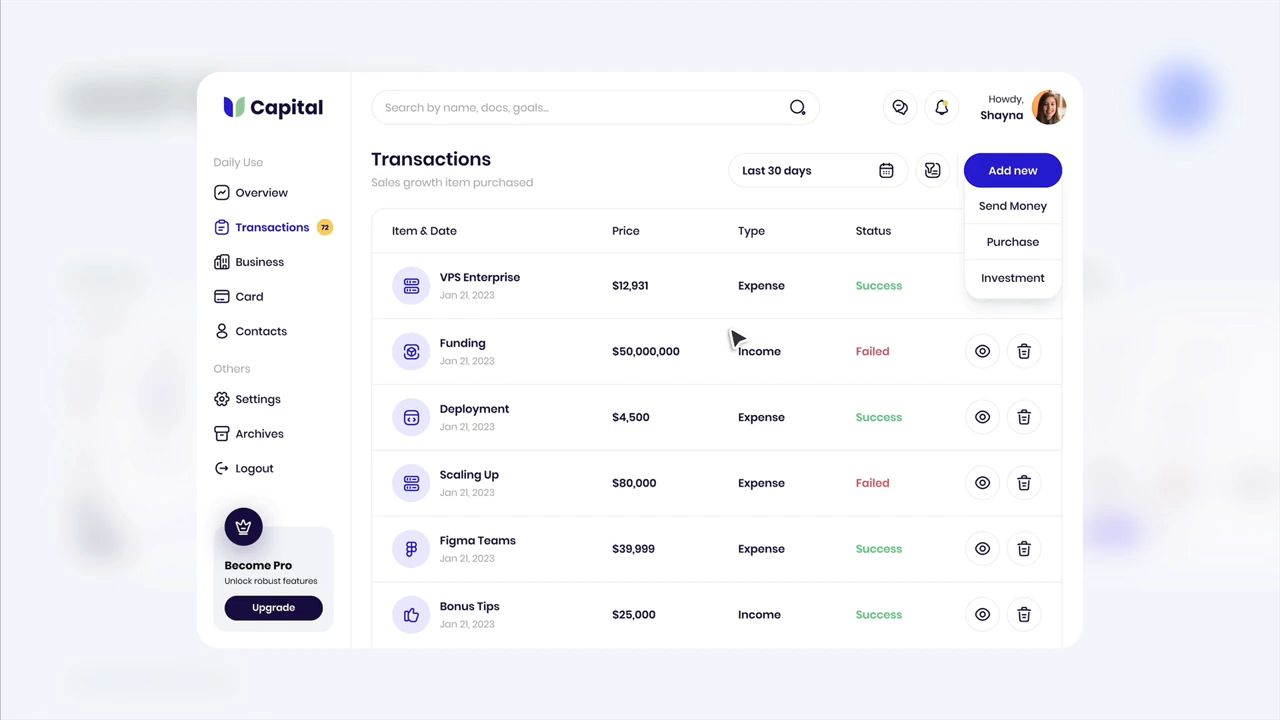 Capital
Search by name, docs, goals...
Howdy,
Shayna
Daily Use
Overview
Transactions 72
Business
Card
Contacts
Others
Settings
Archives
Logout
Become Pro
Unlock robust features
Upgrade
Transactions
Sales growth item purchased
Last 30 days
Add new
Send Money
Purchase
Investment
Item & Date Price Type Status
VPS Enterprise
Jan 21, 2023
$12,931 Expense Success
Funding
Jan 21, 2023
$50,000,000 Income Failed
Deployment
Jan 21, 2023
$4,500 Expense Success
Scaling Up
Jan 21, 2023
$80,000 Expense Failed
Figma Teams
Jan 21, 2023
$39,999 Expense Success
Bonus Tips
Jan 21, 2023
$25,000 Income Success